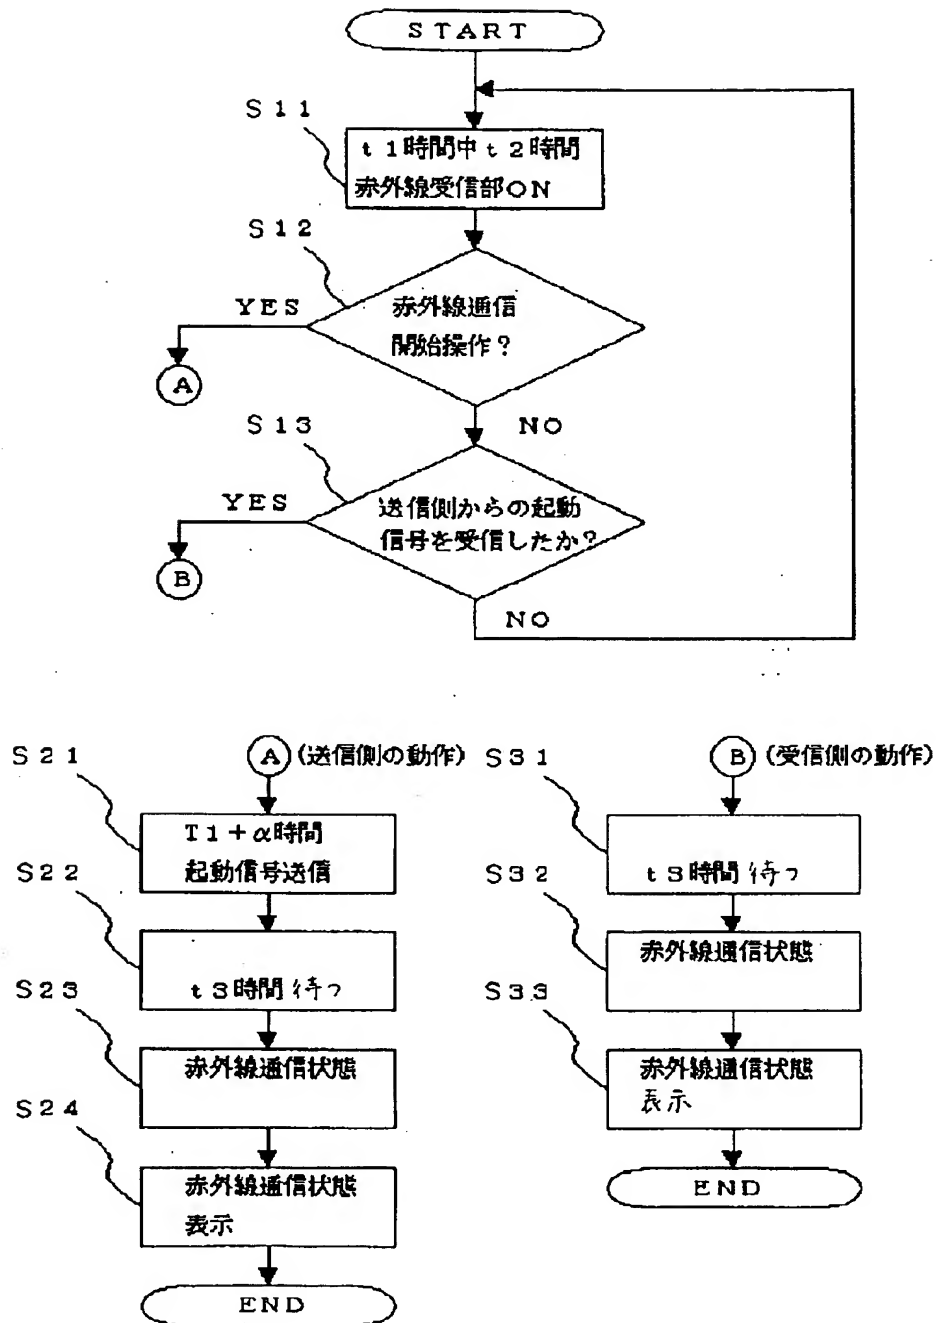 START
S11
t1時間中t2時間
赤外線受信部ON
S12
YES
赤外線通信
開始操作?
A
S13
NO
YES
送信側からの起動
信号を受信したか?
B
NO
S21
A (送信側の動作)
T1+α時間
起動信号送信
S22
t3時間待つ
S23
赤外線通信状態
S24
赤外線通信状態
表示
END
S31
B (受信側の動作)
t3時間待つ
S32
赤外線通信状態
S33
赤外線通信状態
表示
END